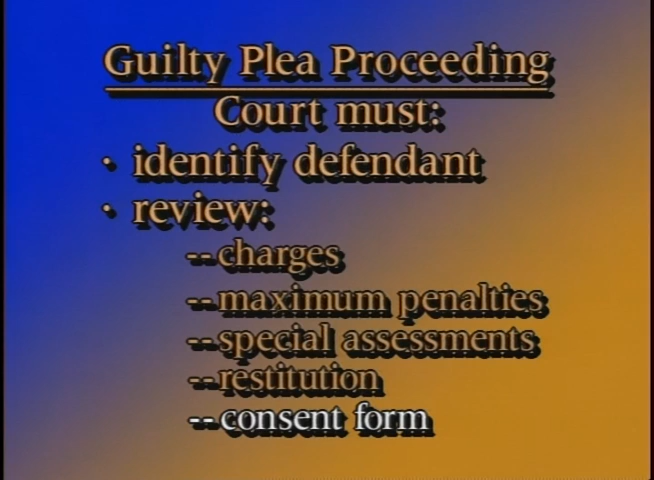 Guilty Plea Proceeding
Court must:
• identify defendant
• review:
--charges
--maximum penalties
--special assessments
--restitution
--consent form